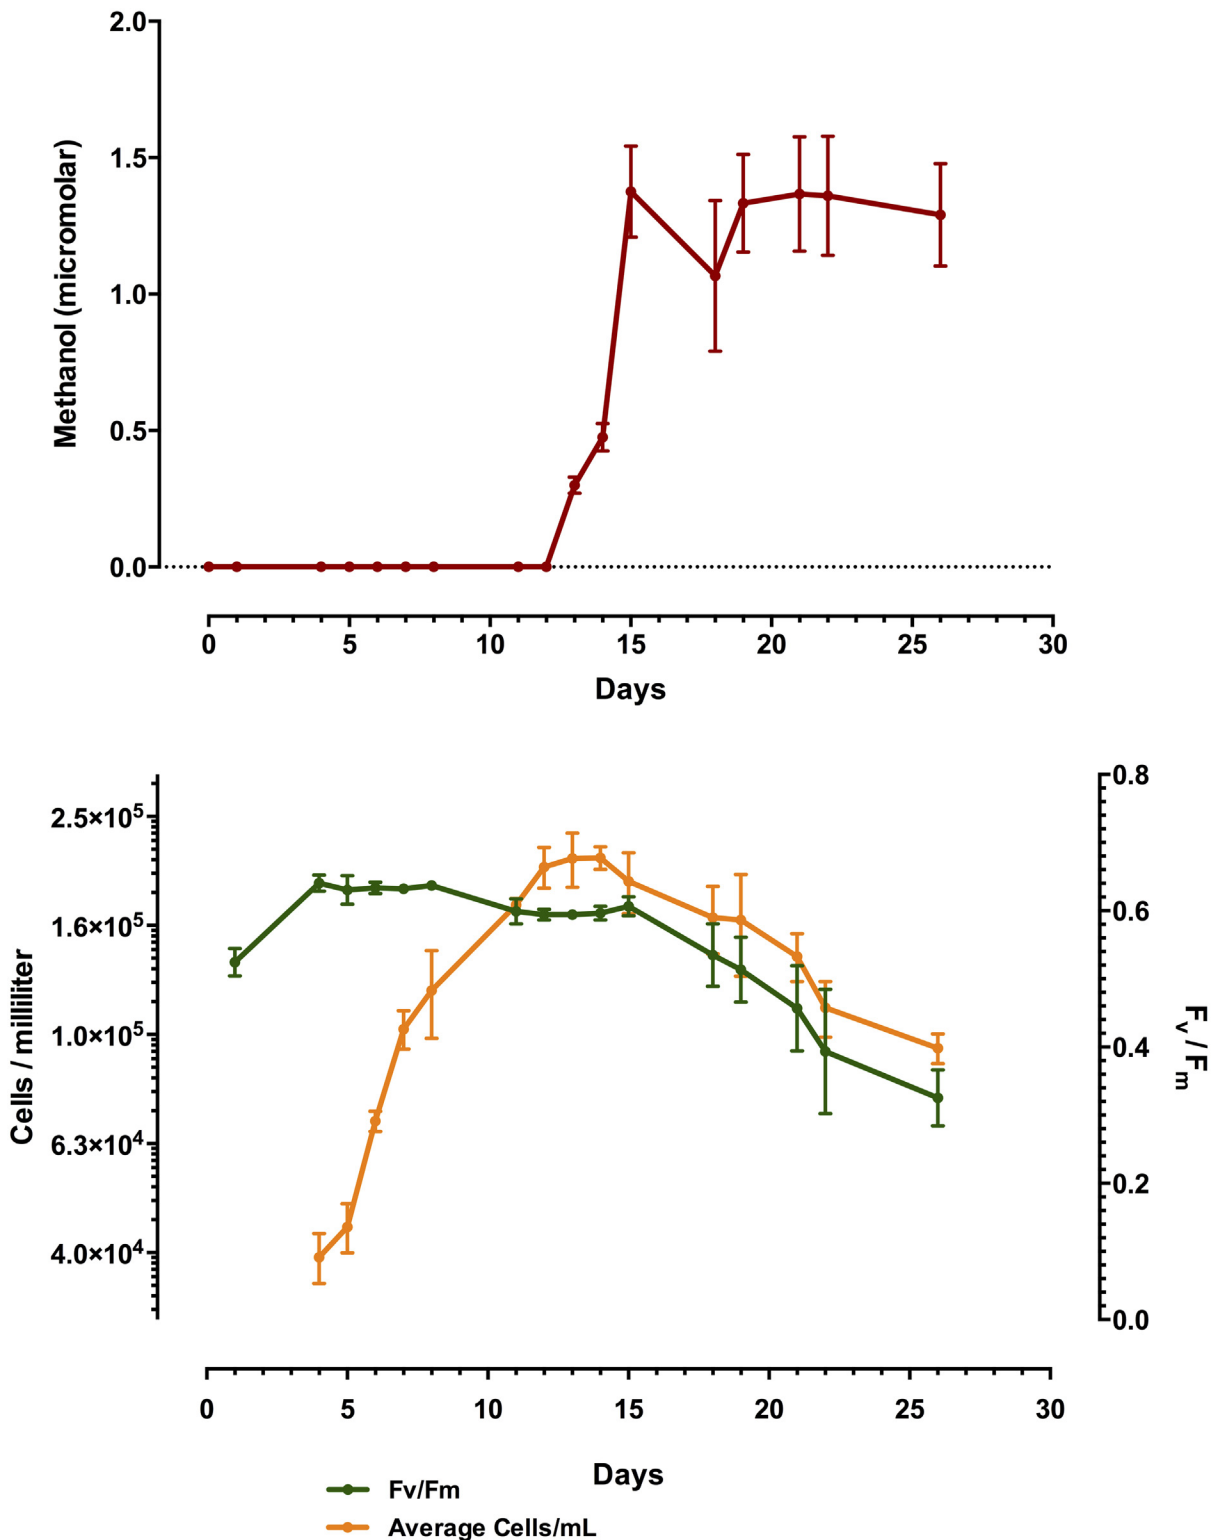 2.0
1.5
1.0
0.5
0.0
Methanol (micromolar)
0 5 10 15 20 25 30
Days
2.5×10⁵
1.6×10⁵
1.0×10⁵
6.3×10⁴
4.0×10⁴
Cells / milliliter
0.8
0.6
0.4
0.2
0.0
Fv / Fm
0 5 10 15 20 25 30
Days
Fv/Fm
Average Cells/mL